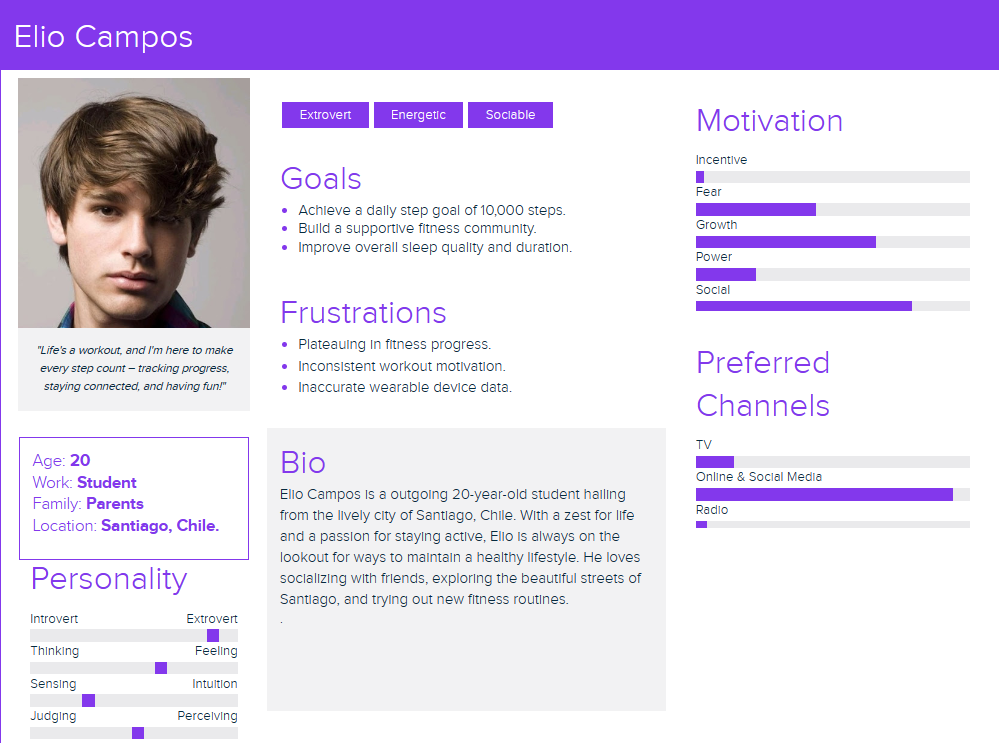 Elio Campos
"Life's a workout, and I'm here to make
every step count – tracking progress,
staying connected, and having fun!"
Age: 20
Work: Student
Family: Parents
Location: Santiago, Chile.
Personality
Introvert Extrovert
Thinking Feeling
Sensing Intuition
Judging Perceiving
Extrovert Energetic Sociable
Goals
Achieve a daily step goal of 10,000 steps.
Build a supportive fitness community.
Improve overall sleep quality and duration.
Frustrations
Plateauing in fitness progress.
Inconsistent workout motivation.
Inaccurate wearable device data.
Bio
Elio Campos is a outgoing 20-year-old student hailing
from the lively city of Santiago, Chile. With a zest for life
and a passion for staying active, Elio is always on the
lookout for ways to maintain a healthy lifestyle. He loves
socializing with friends, exploring the beautiful streets of
Santiago, and trying out new fitness routines.
.
Motivation
Incentive
Fear
Growth
Power
Social
Preferred
Channels
TV
Online & Social Media
Radio